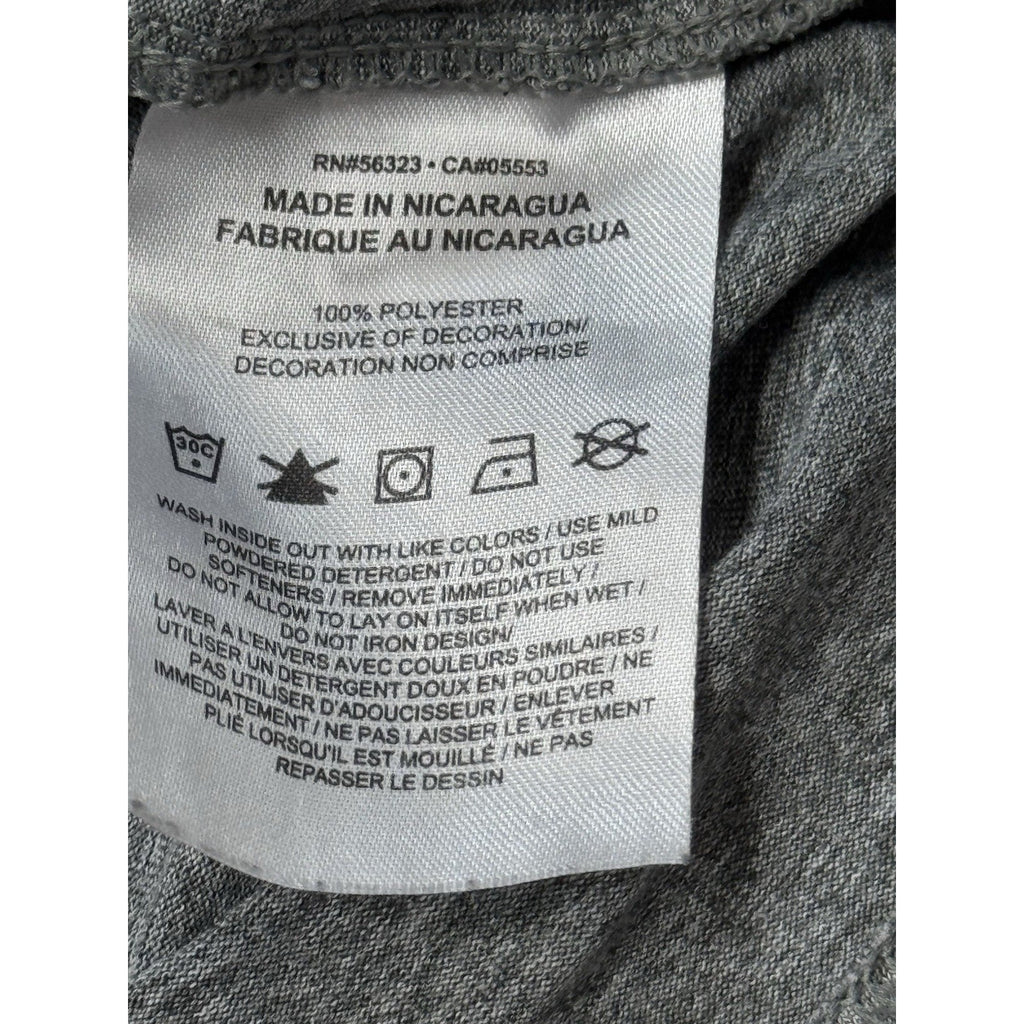 RN#56323 • CA#05553
MADE IN NICARAGUA
FABRIQUE AU NICARAGUA
100% POLYESTER
EXCLUSIVE OF DECORATION/
DECORATION NON COMPRISE
30C
WASH INSIDE OUT WITH LIKE COLORS / USE MILD
POWDERED DETERGENT / DO NOT USE
SOFTENERS / REMOVE IMMEDIATELY /
DO NOT ALLOW TO LAY ON ITSELF WHEN WET /
DO NOT IRON DESIGN/
LAVER A L'ENVERS AVEC COULEURS SIMILAIRES /
UTILISER UN DETERGENT DOUX EN POUDRE / NE
PAS UTILISER D'ADOUCISSEUR / ENLEVER
IMMEDIATEMENT / NE PAS LAISSER LE VÊTEMENT
PLIÉ LORSQU'IL EST MOUILLÉ / NE PAS
REPASSER LE DESSIN